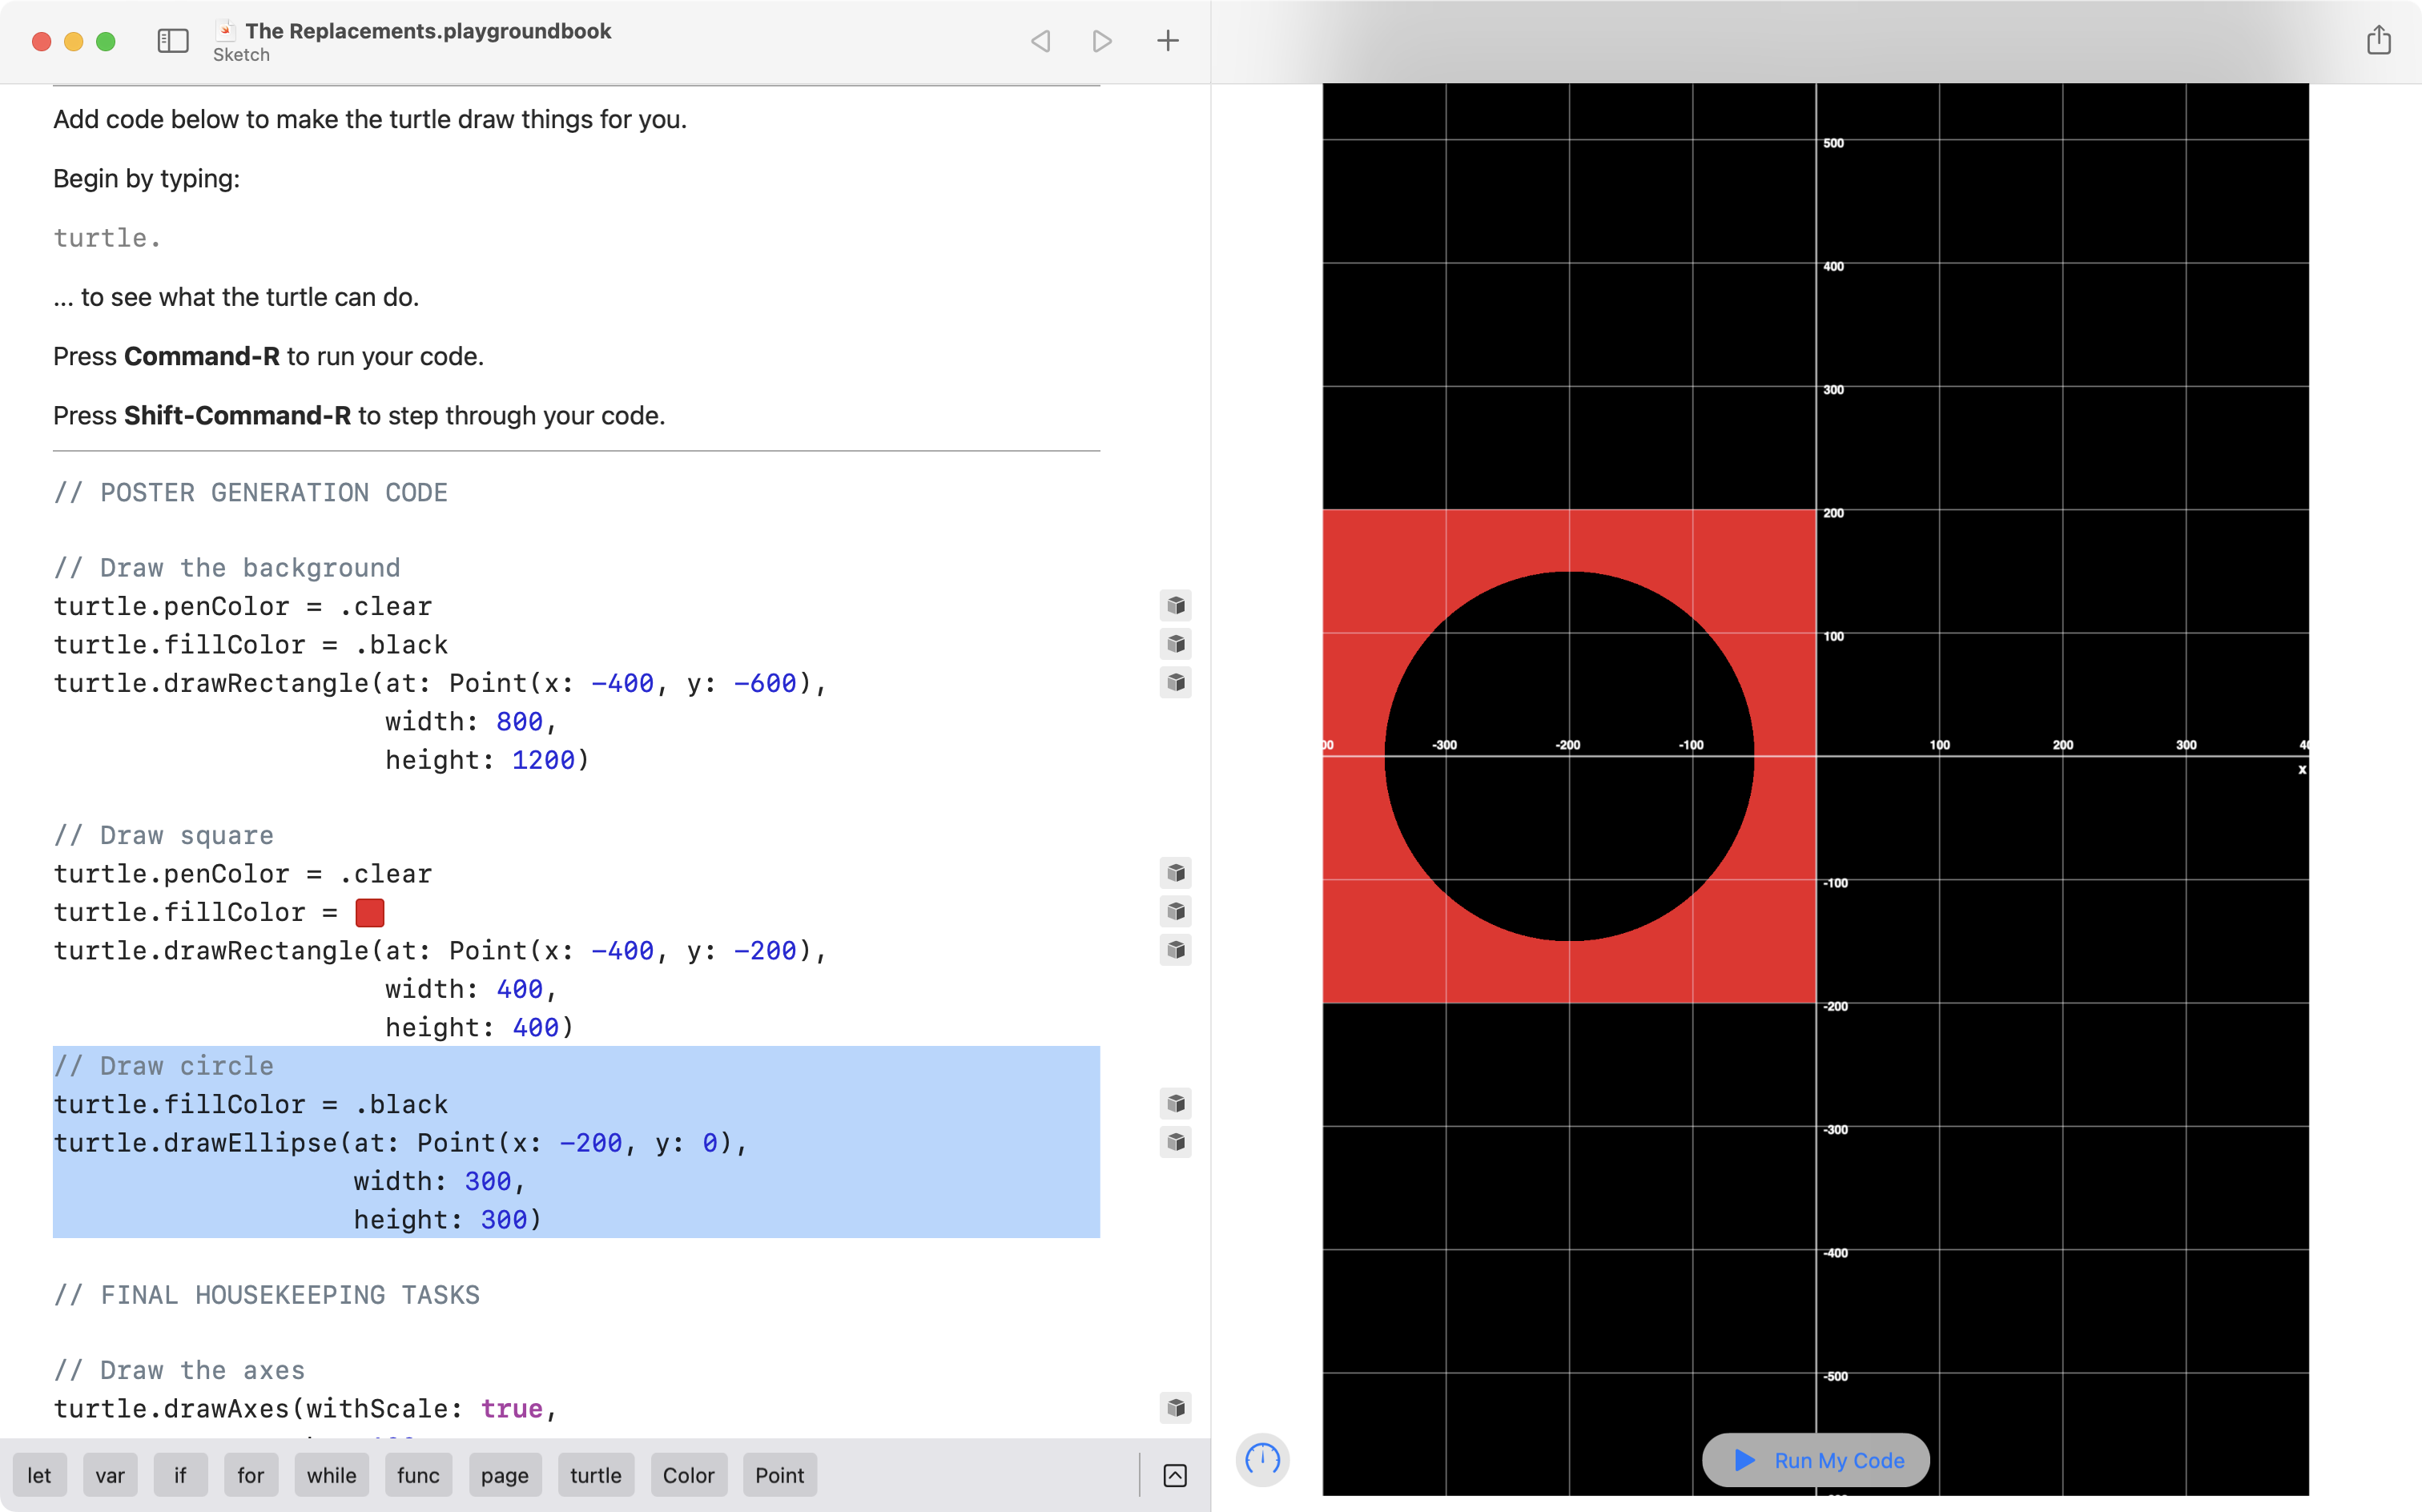 The Replacements.playgroundbook
Sketch
Add code below to make the turtle draw things for you.
Begin by typing:
turtle.
... to see what the turtle can do.
Press Command-R to run your code.
Press Shift-Command-R to step through your code.
// POSTER GENERATION CODE
// Draw the background
turtle.penColor = .clear
turtle.fillColor = .black
turtle.drawRectangle(at: Point(x: -400, y: -600),
width: 800,
height: 1200)
// Draw square
turtle.penColor = .clear
turtle.fillColor =
turtle.drawRectangle(at: Point(x: -400, y: -200),
width: 400,
height: 400)
// Draw circle
turtle.fillColor = .black
turtle.drawEllipse(at: Point(x: -200, y: 0),
width: 300,
height: 300)
// FINAL HOUSEKEEPING TASKS
// Draw the axes
turtle.drawAxes(withScale: true,
let var if for while func page turtle Color Point
500
400
300
200
100
-300 -200 -100 100 200 300
x
-100
-200
-300
-400
-500
Run My Code